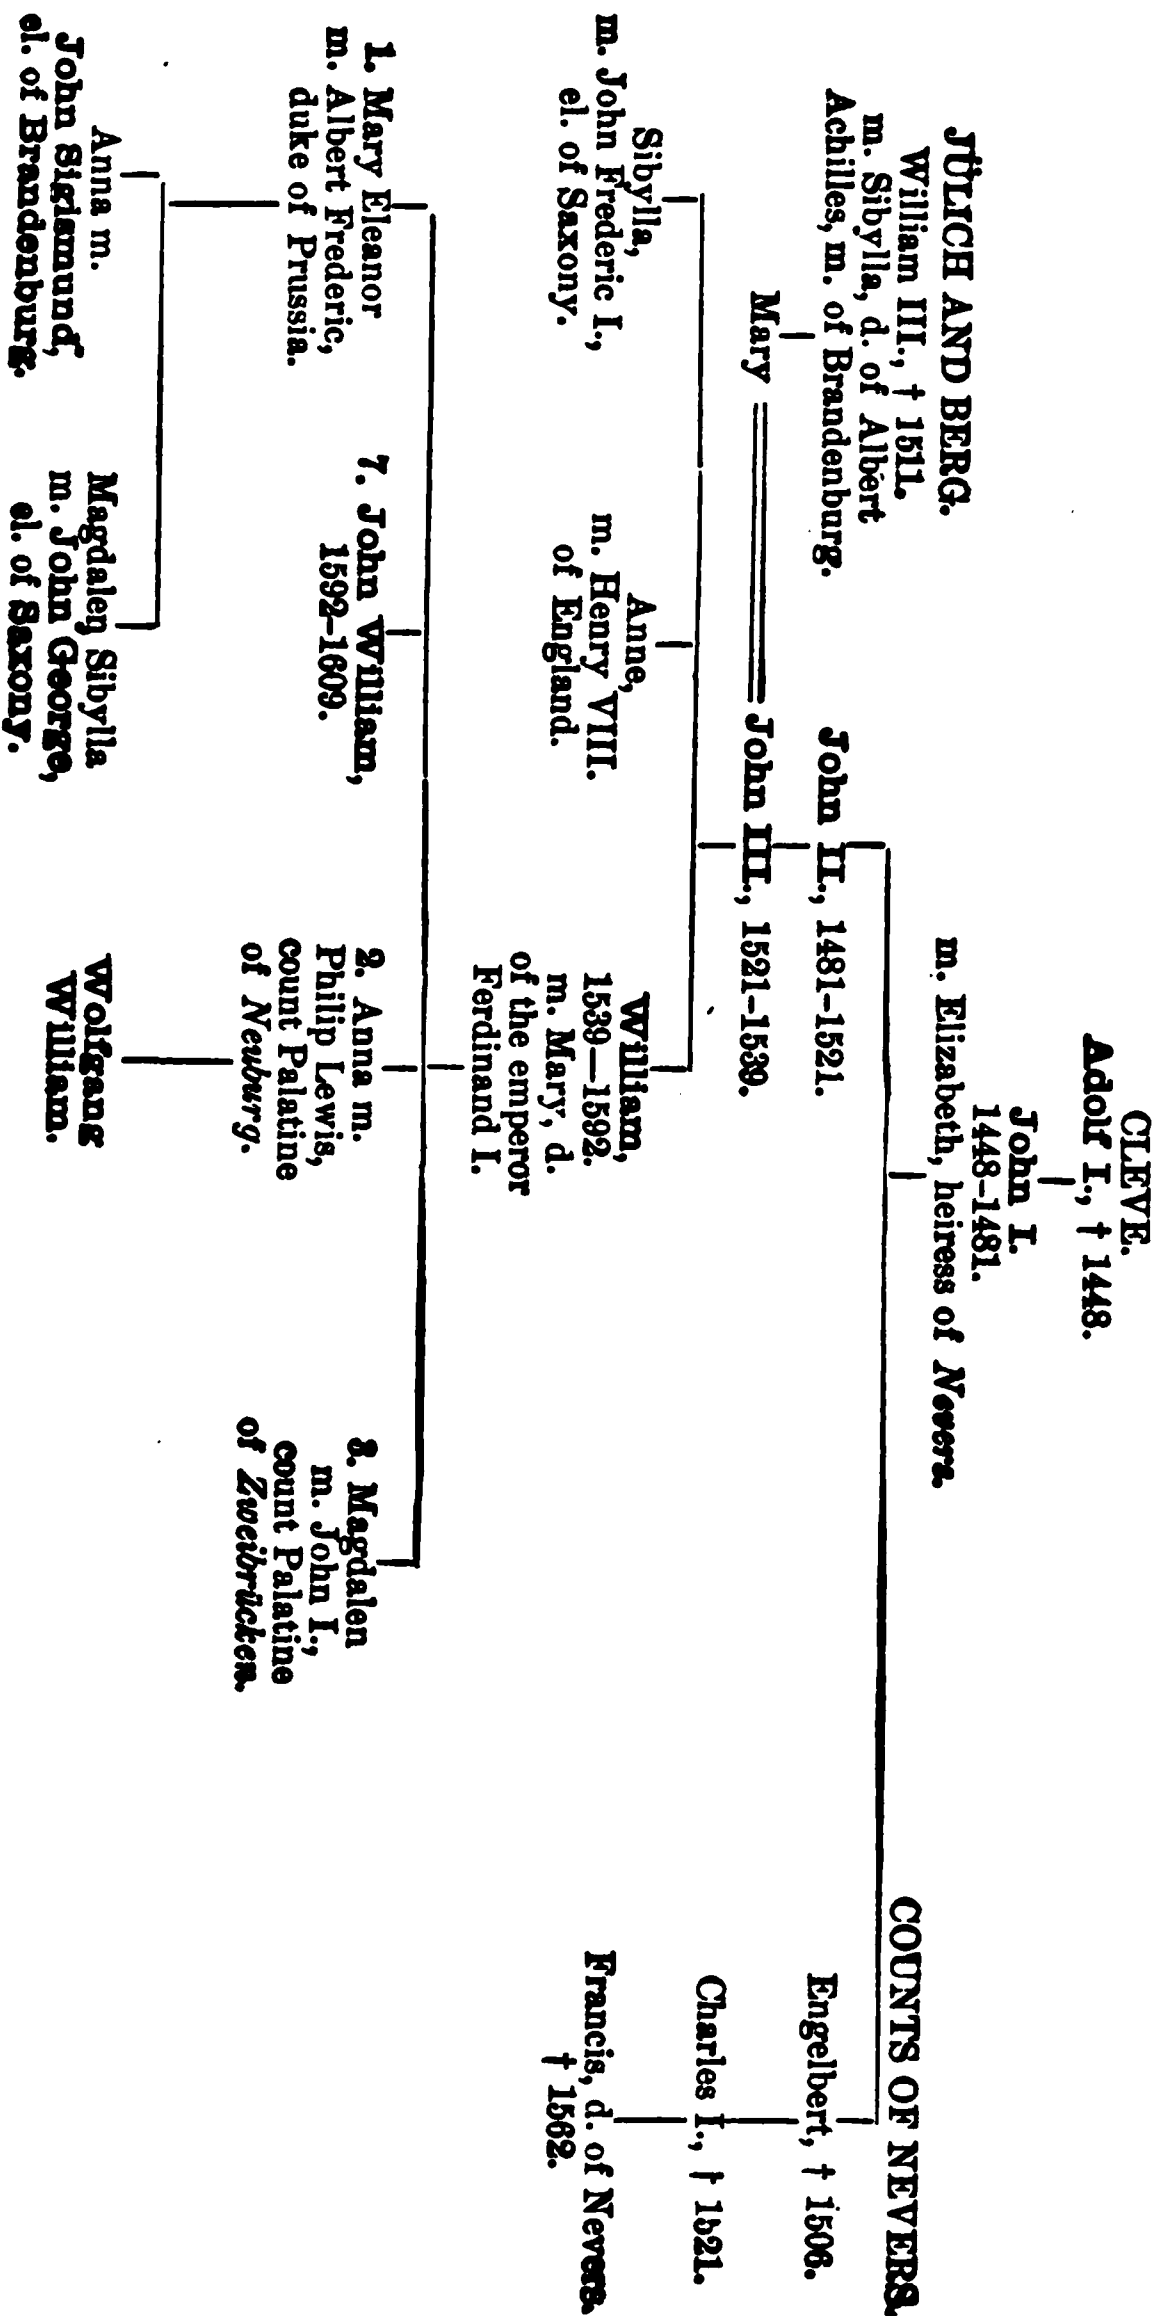 CLEVE.
Adolf I., † 1448.
John I.
1448–1481.
m. Elizabeth, heiress of Nevers.
JÜLICH AND BERG.
William III., † 1511.
m. Sibylla, d. of Albert
Achilles, m. of Brandenburg.
COUNTS OF NEVERS.
John II., 1481–1521.
Engelbert, † 1506.
Mary
John III., 1521–1539.
Charles I., † 1521.
Sibylla,
m. John Frederic I.,
el. of Saxony.
Anne,
m. Henry VIII.
of England.
William,
1539—1592.
m. Mary, d.
of the emperor
Ferdinand I.
Francis, d. of Nevers.
† 1562.
1. Mary Eleanor
m. Albert Frederic,
duke of Prussia.
7. John William,
1592–1609.
2. Anna m.
Philip Lewis,
count Palatine
of Neuburg.
3. Magdalen
m. John I.,
count Palatine
of Zweibrücken.
Anna m.
John Sigismund,
el. of Brandenburg.
Magdalen Sibylla
m. John George,
el. of Saxony.
Wolfgang
William.